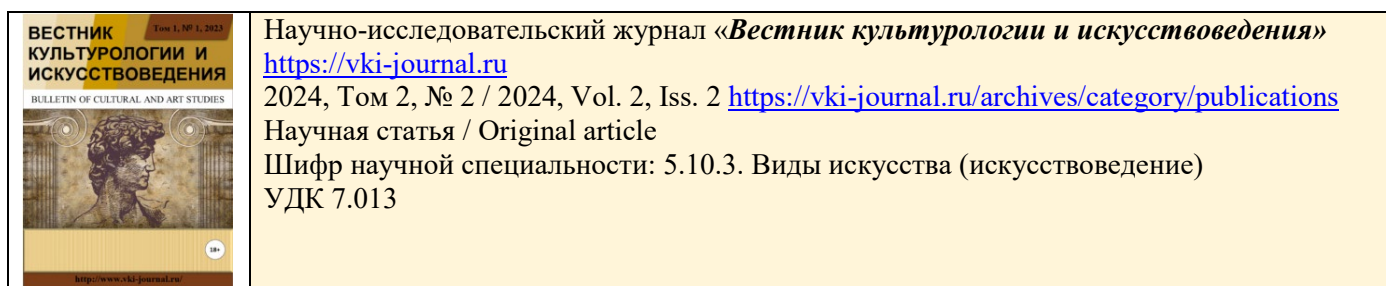 ВЕСТНИК
Том 1, № 1, 2023
КУЛЬТУРОЛОГИИ И
ИСКУССТВОВЕДЕНИЯ
BULLETIN OF CULTURAL AND ART STUDIES
18+
http://www.vki-journal.ru/
Научно-исследовательский журнал «Вестник культурологии и искусствоведения»
https://vki-journal.ru
2024, Том 2, № 2 / 2024, Vol. 2, Iss. 2 https://vki-journal.ru/archives/category/publications
Научная статья / Original article
Шифр научной специальности: 5.10.3. Виды искусства (искусствоведение)
УДК 7.013